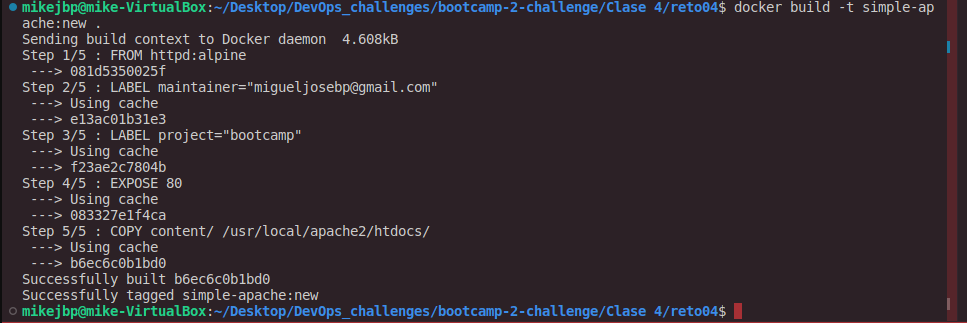 mikejbp@mike-VirtualBox:~/Desktop/DevOps_challenges/bootcamp-2-challenge/Clase 4/reto04$ docker build -t simple-ap
ache:new .
Sending build context to Docker daemon  4.608kB
Step 1/5 : FROM httpd:alpine
 ---> 081d5350025f
Step 2/5 : LABEL maintainer="migueljosebp@gmail.com"
 ---> Using cache
 ---> e13ac01b31e3
Step 3/5 : LABEL project="bootcamp"
 ---> Using cache
 ---> f23ae2c7804b
Step 4/5 : EXPOSE 80
 ---> Using cache
 ---> 083327e1f4ca
Step 5/5 : COPY content/ /usr/local/apache2/htdocs/
 ---> Using cache
 ---> b6ec6c0b1bd0
Successfully built b6ec6c0b1bd0
Successfully tagged simple-apache:new
mikejbp@mike-VirtualBox:~/Desktop/DevOps_challenges/bootcamp-2-challenge/Clase 4/reto04$